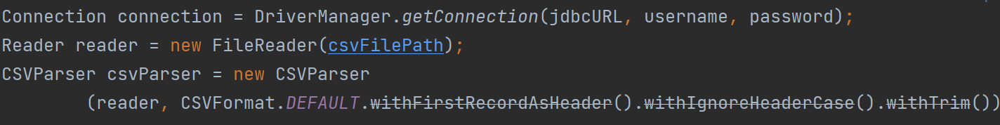 Connection connection = DriverManager.getConnection(jdbcURL, username, password);
Reader reader = new FileReader(csvFilePath);
CSVParser csvParser = new CSVParser
(reader, CSVFormat.DEFAULT.withFirstRecordAsHeader().withIgnoreHeaderCase().withTrim())